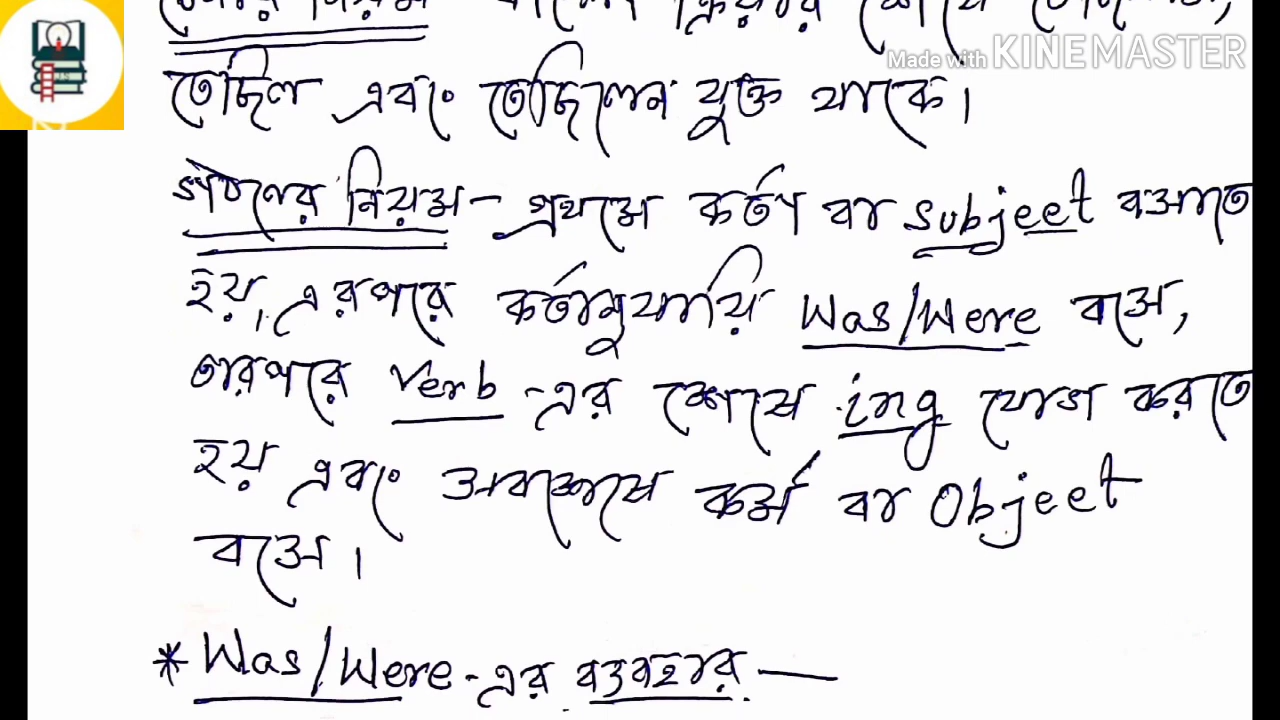 চেনার নিয়ম বাংলা ক্রিয়ার শেষে তেছিলে,
Made with KINEMASTER
তেছিল এবং তেছিলেন যুক্ত থাকে।
গঠনের নিয়ম- প্রথমে কর্তা বা Subject বসাতে
হয়, এরপরে কর্তানুযায়ি Was/Were বসে,
তারপরে Verb -এর শেষে ing যোগ করতে
হয় এবং অবশেষে কর্ম বা Object
বসে।
* Was/Were -এর ব্যবহার —